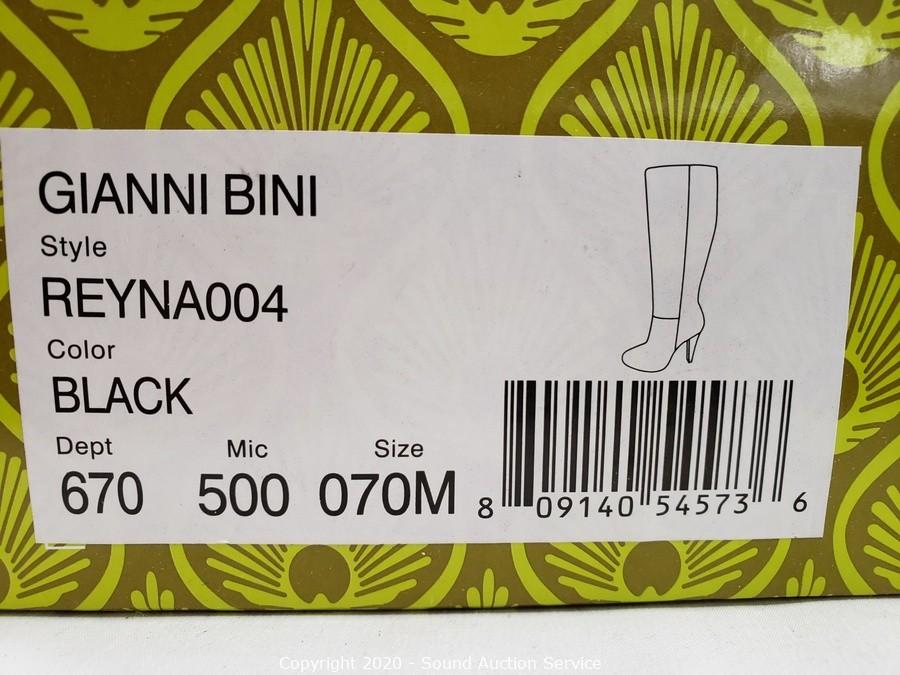 GIANNI BINI
Style
REYNA004
Color
BLACK
Dept Mic Size
670 500 070M
8 09140 54573 6
Copyright 2020 - Sound Auction Service